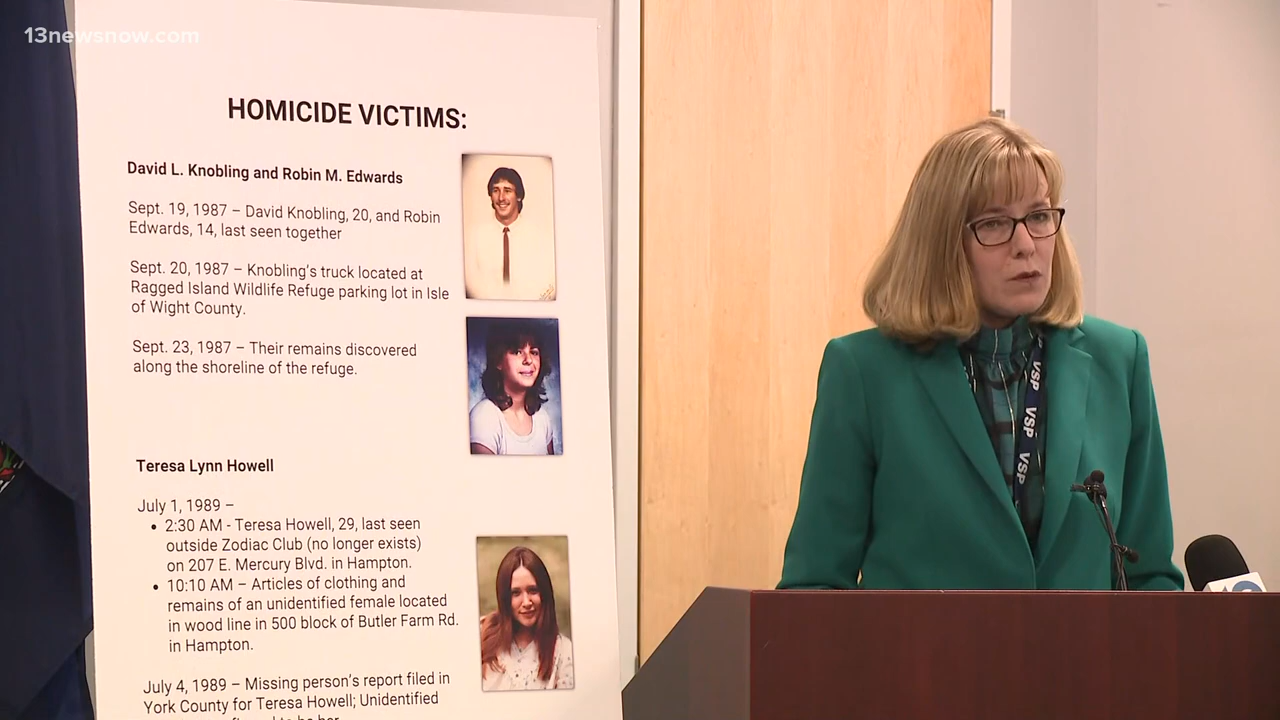 13newsnow.com
HOMICIDE VICTIMS:
David L. Knobling and Robin M. Edwards
Sept. 19, 1987 – David Knobling, 20, and Robin
Edwards, 14, last seen together
Sept. 20, 1987 – Knobling's truck located at
Ragged Island Wildlife Refuge parking lot in Isle
of Wight County.
Sept. 23, 1987 – Their remains discovered
along the shoreline of the refuge.
Teresa Lynn Howell
July 1, 1989 –
• 2:30 AM - Teresa Howell, 29, last seen
outside Zodiac Club (no longer exists)
on 207 E. Mercury Blvd. in Hampton.
• 10:10 AM – Articles of clothing and
remains of an unidentified female located
in wood line in 500 block of Butler Farm Rd.
in Hampton.
July 4, 1989 – Missing person's report filed in
York County for Teresa Howell; Unidentified
to be her
VSP
VSP
VSP